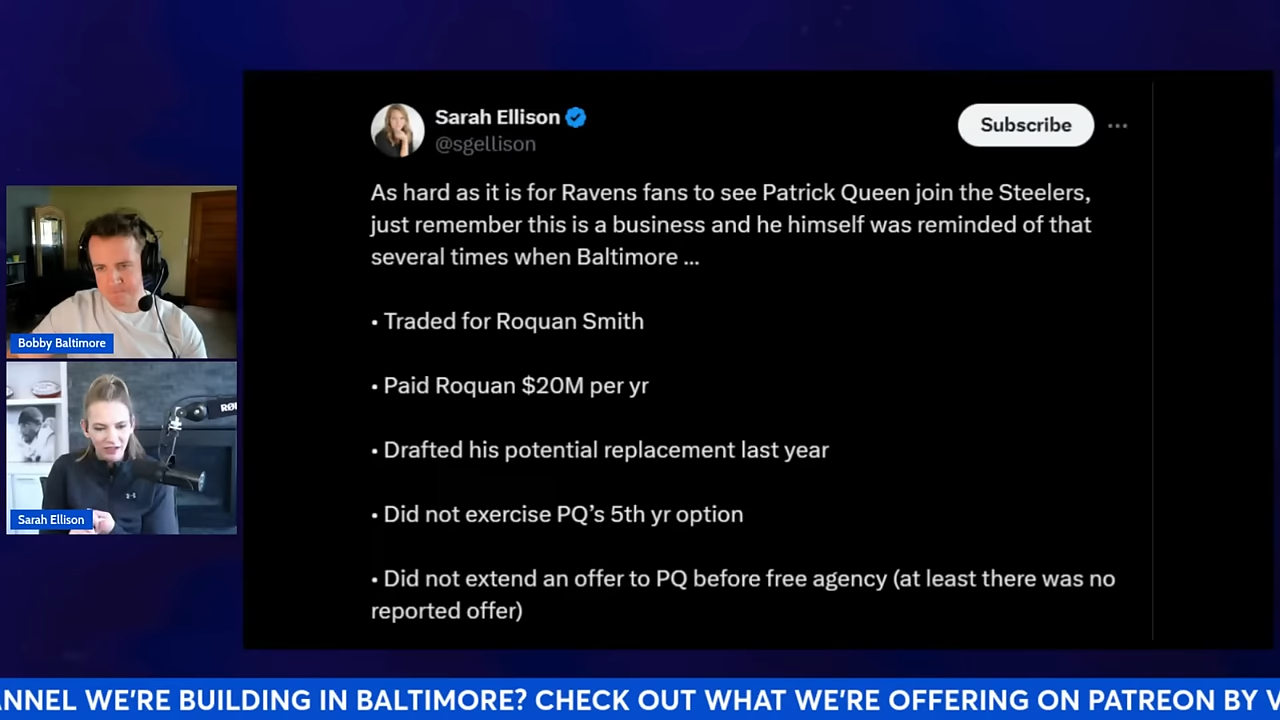 Sarah Ellison
@sgellison
Subscribe
As hard as it is for Ravens fans to see Patrick Queen join the Steelers,
just remember this is a business and he himself was reminded of that
several times when Baltimore ...
• Traded for Roquan Smith
• Paid Roquan $20M per yr
• Drafted his potential replacement last year
• Did not exercise PQ’s 5th yr option
• Did not extend an offer to PQ before free agency (at least there was no
reported offer)
Bobby Baltimore
RØDE
Sarah Ellison
ANNEL WE’RE BUILDING IN BALTIMORE? CHECK OUT WHAT WE’RE OFFERING ON PATREON BY V